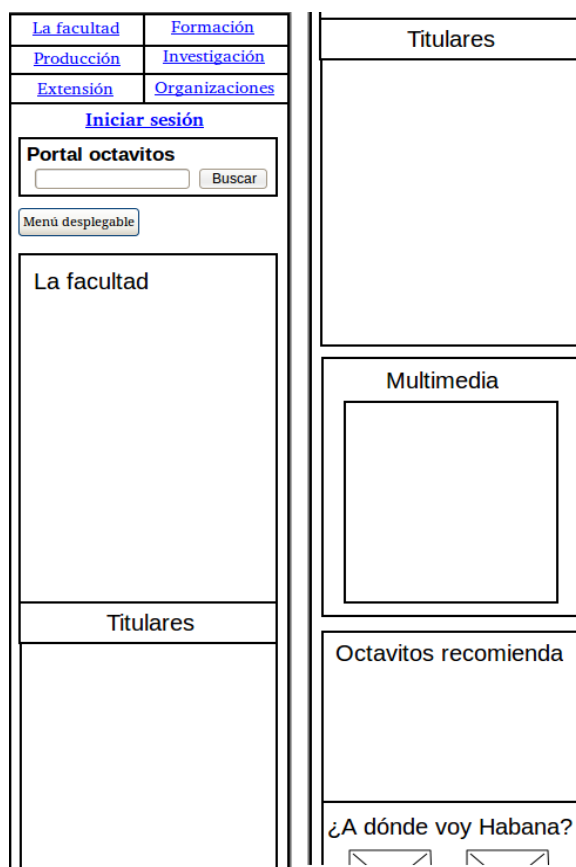 La facultad Formación
Producción Investigación
Extensión Organizaciones
Iniciar sesión
Portal octavitos
Buscar
Menú desplegable
La facultad
Titulares
Titulares
Multimedia
Octavitos recomienda
¿A dónde voy Habana?